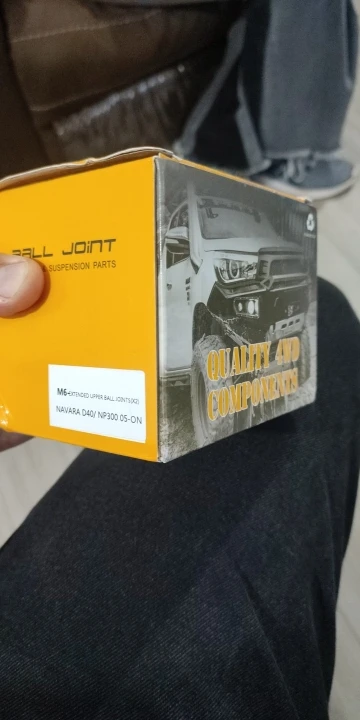 BALL JOiNT
SUSPENSION PARTS
M6-EXTENDED UPPER BALL JOINTS(X2)
NAVARA D40/ NP300 05-ON
QUALITY 4WD
COMPONENTS